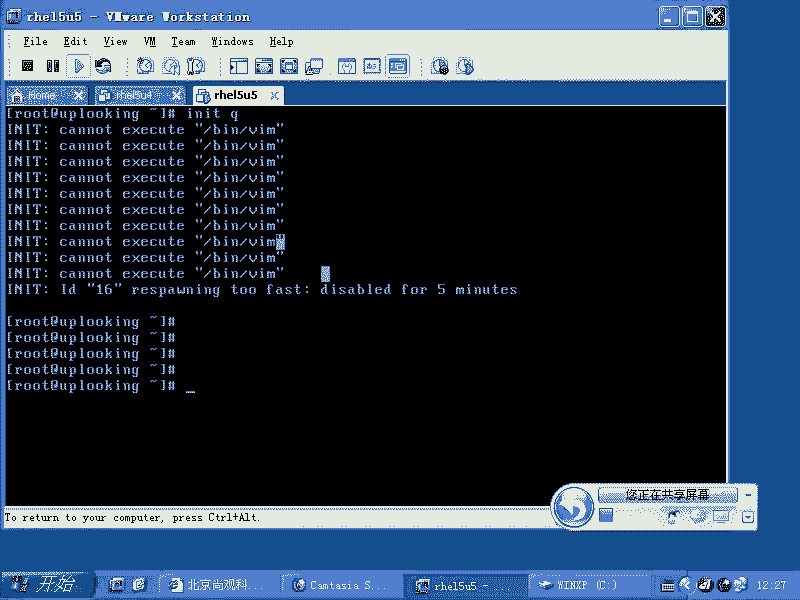 rhel5u5 - VMware Workstation
File Edit View VM Team Windows Help
Home rhel5u4 rhel5u5
[root@uplooking ~]# init q
INIT: cannot execute "/bin/vim"
INIT: cannot execute "/bin/vim"
INIT: cannot execute "/bin/vim"
INIT: cannot execute "/bin/vim"
INIT: cannot execute "/bin/vim"
INIT: cannot execute "/bin/vim"
INIT: cannot execute "/bin/vim"
INIT: cannot execute "/bin/vim"
INIT: cannot execute "/bin/vim"
INIT: cannot execute "/bin/vim"
INIT: Id "16" respawning too fast: disabled for 5 minutes
[root@uplooking ~]#
[root@uplooking ~]#
[root@uplooking ~]#
[root@uplooking ~]#
[root@uplooking ~]# _
您正在共享屏幕
To return to your computer, press Ctrl+Alt.
开始 北京尚观科... Camtasia S... rhel5u5 - ... WINXP (C:) 12:27